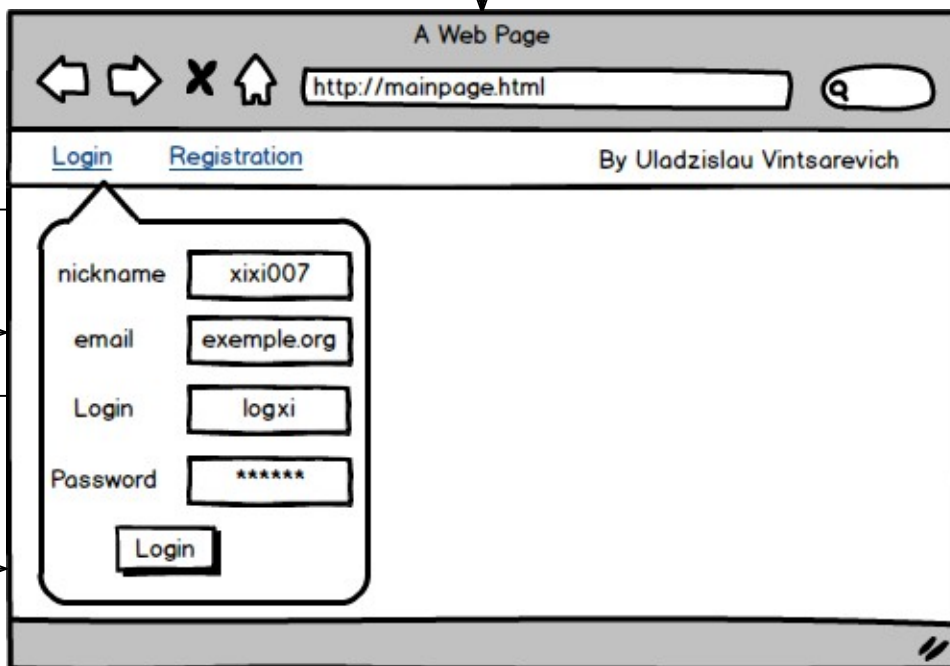 A Web Page
http://mainpage.html
Login Registration By Uladzislau Vintsarevich
nickname xixi007
email exemple.org
Login logxi
Password ******
Login